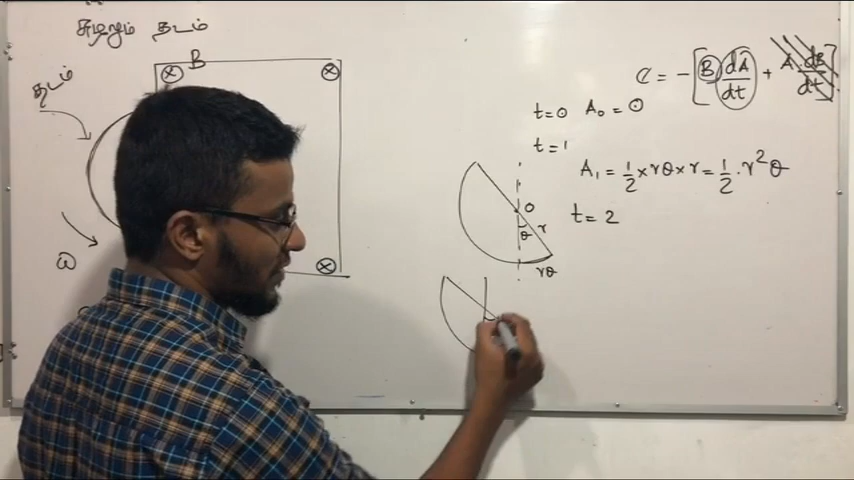 சுழலும் தடம்
B
தடம்
ω
e = - [ B dA/dt + A dB/dt ]
t=0 A₀ = 0
t=1
A₁ = 1/2 × rθ × r = 1/2 · r²θ
t = 2
O
r
θ
rθ